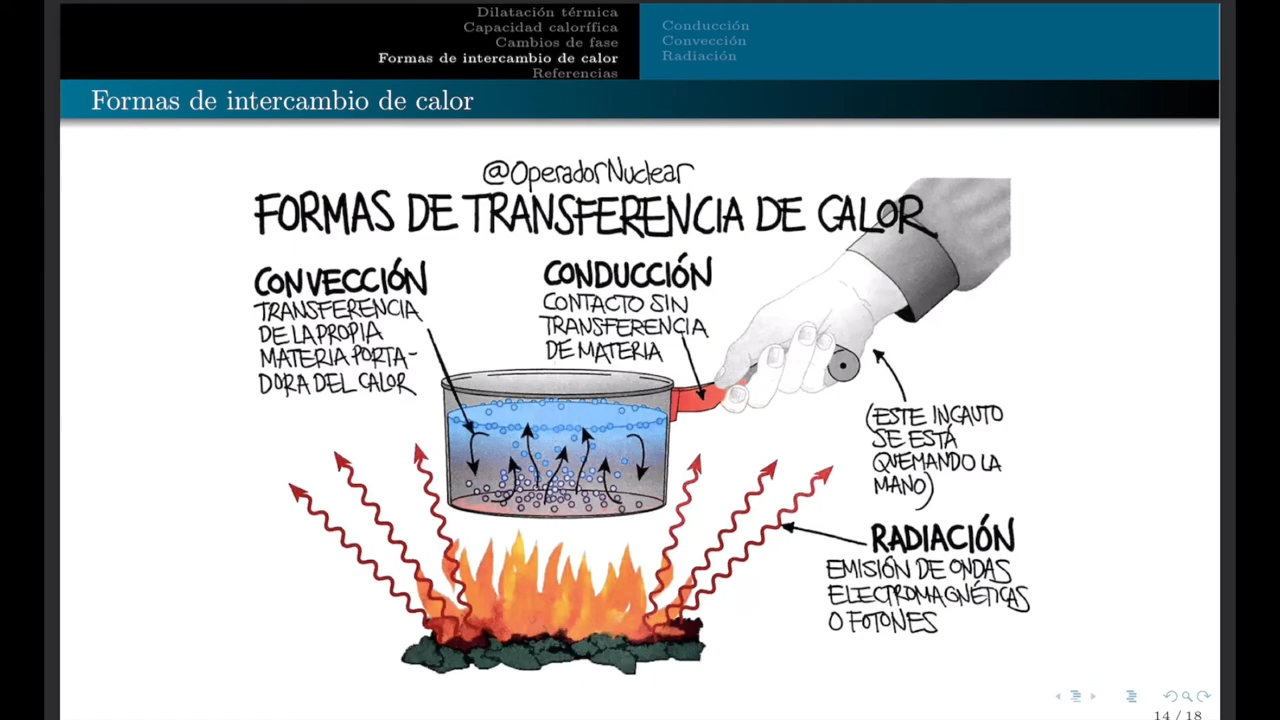 Dilatación térmica
Capacidad calorífica
Cambios de fase
Formas de intercambio de calor
Referencias
Conducción
Convección
Radiación
Formas de intercambio de calor
@OperadorNuclear
FORMAS DE TRANSFERENCIA DE CALOR
CONVECCIÓN
TRANSFERENCIA
DE LA PROPIA
MATERIA PORTA-
DORA DEL CALOR
CONDUCCIÓN
CONTACTO SIN
TRANSFERENCIA
DE MATERIA
(ESTE INCAUTO
SE ESTÁ
QUEMANDO LA
MANO)
RADIACIÓN
EMISIÓN DE ONDAS
ELECTROMAGNÉTICAS
O FOTONES
14 / 18